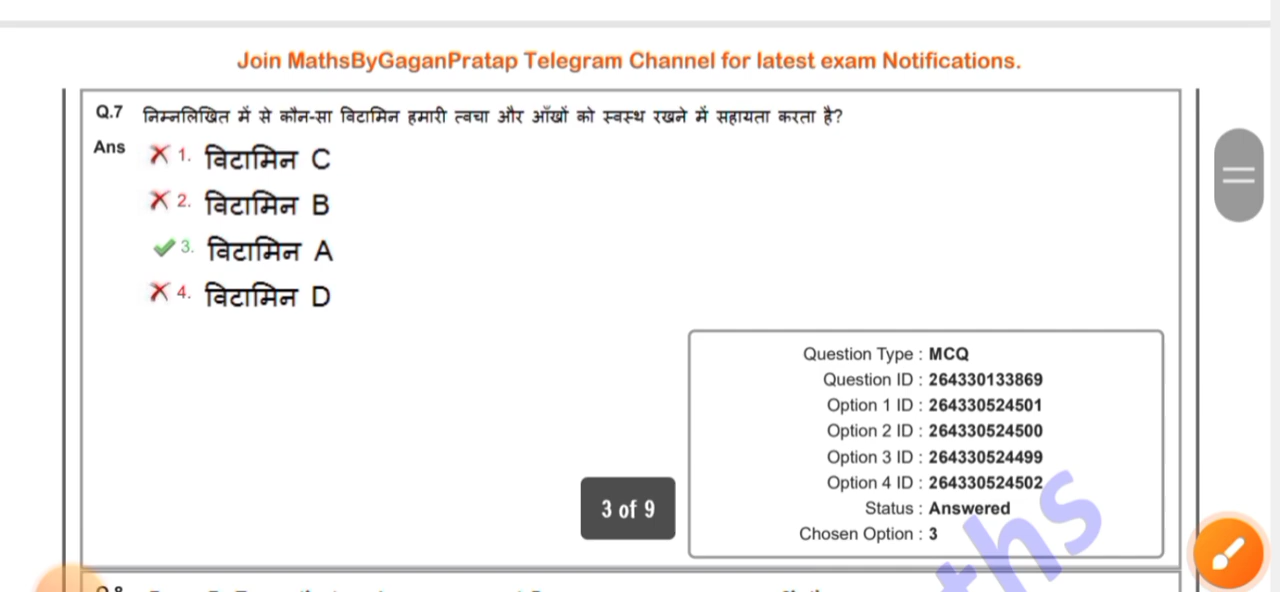 Join MathsByGaganPratap Telegram Channel for latest exam Notifications.
Q.7 निम्नलिखित में से कौन-सा विटामिन हमारी त्वचा और आँखों को स्वस्थ रखने में सहायता करता है?
Ans 1. विटामिन C
2. विटामिन B
3. विटामिन A
4. विटामिन D
Question Type : MCQ
Question ID : 264330133869
Option 1 ID : 264330524501
Option 2 ID : 264330524500
Option 3 ID : 264330524499
Option 4 ID : 264330524502
Status : Answered
Chosen Option : 3
3 of 9
ths